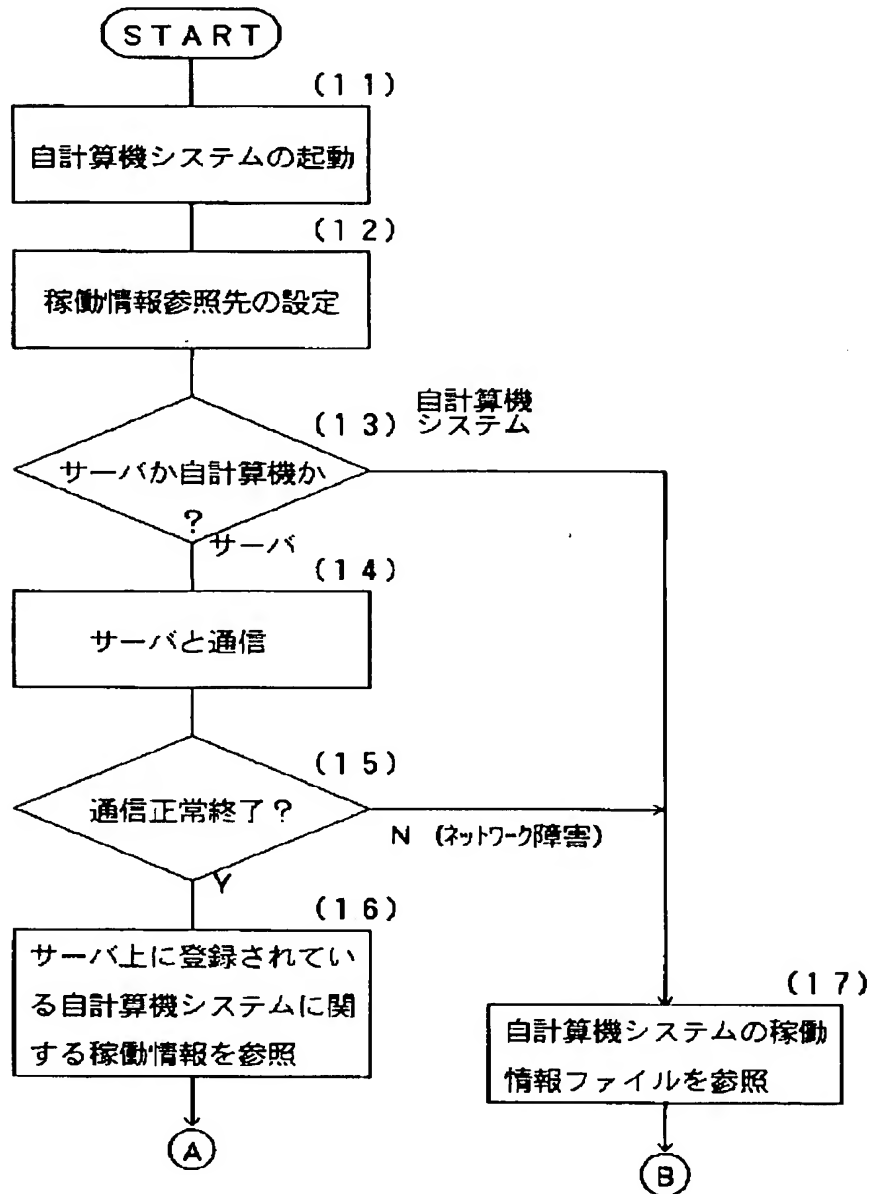 START
(11)
自計算機システムの起動
(12)
稼働情報参照先の設定
(13)
自計算機
システム
サーバか自計算機か
?
サーバ
(14)
サーバと通信
(15)
通信正常終了?
N (ネットワーク障害)
Y
(16)
サーバ上に登録されてい
る自計算機システムに関
する稼働情報を参照
(17)
自計算機システムの稼働
情報ファイルを参照
A
B